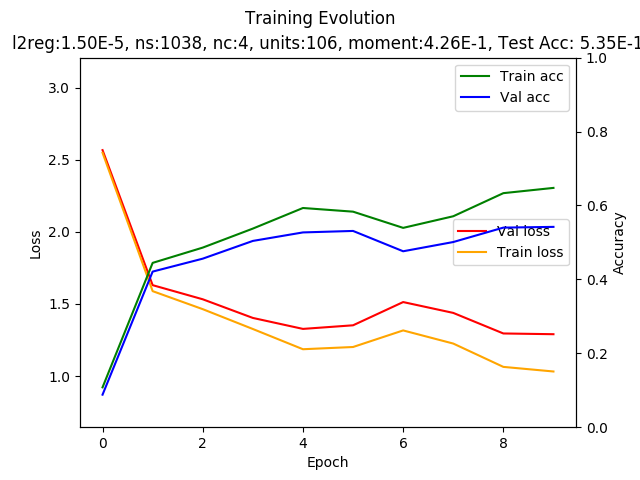 Training Evolution
l2reg:1.50E-5, ns:1038, nc:4, units:106, moment:4.26E-1, Test Acc: 5.35E-1
Train acc
Val acc
Val loss
Train loss
3.0
2.5
2.0
1.5
1.0
Loss
1.0
0.8
0.6
0.4
0.2
0.0
Accuracy
0 2 4 6 8
Epoch